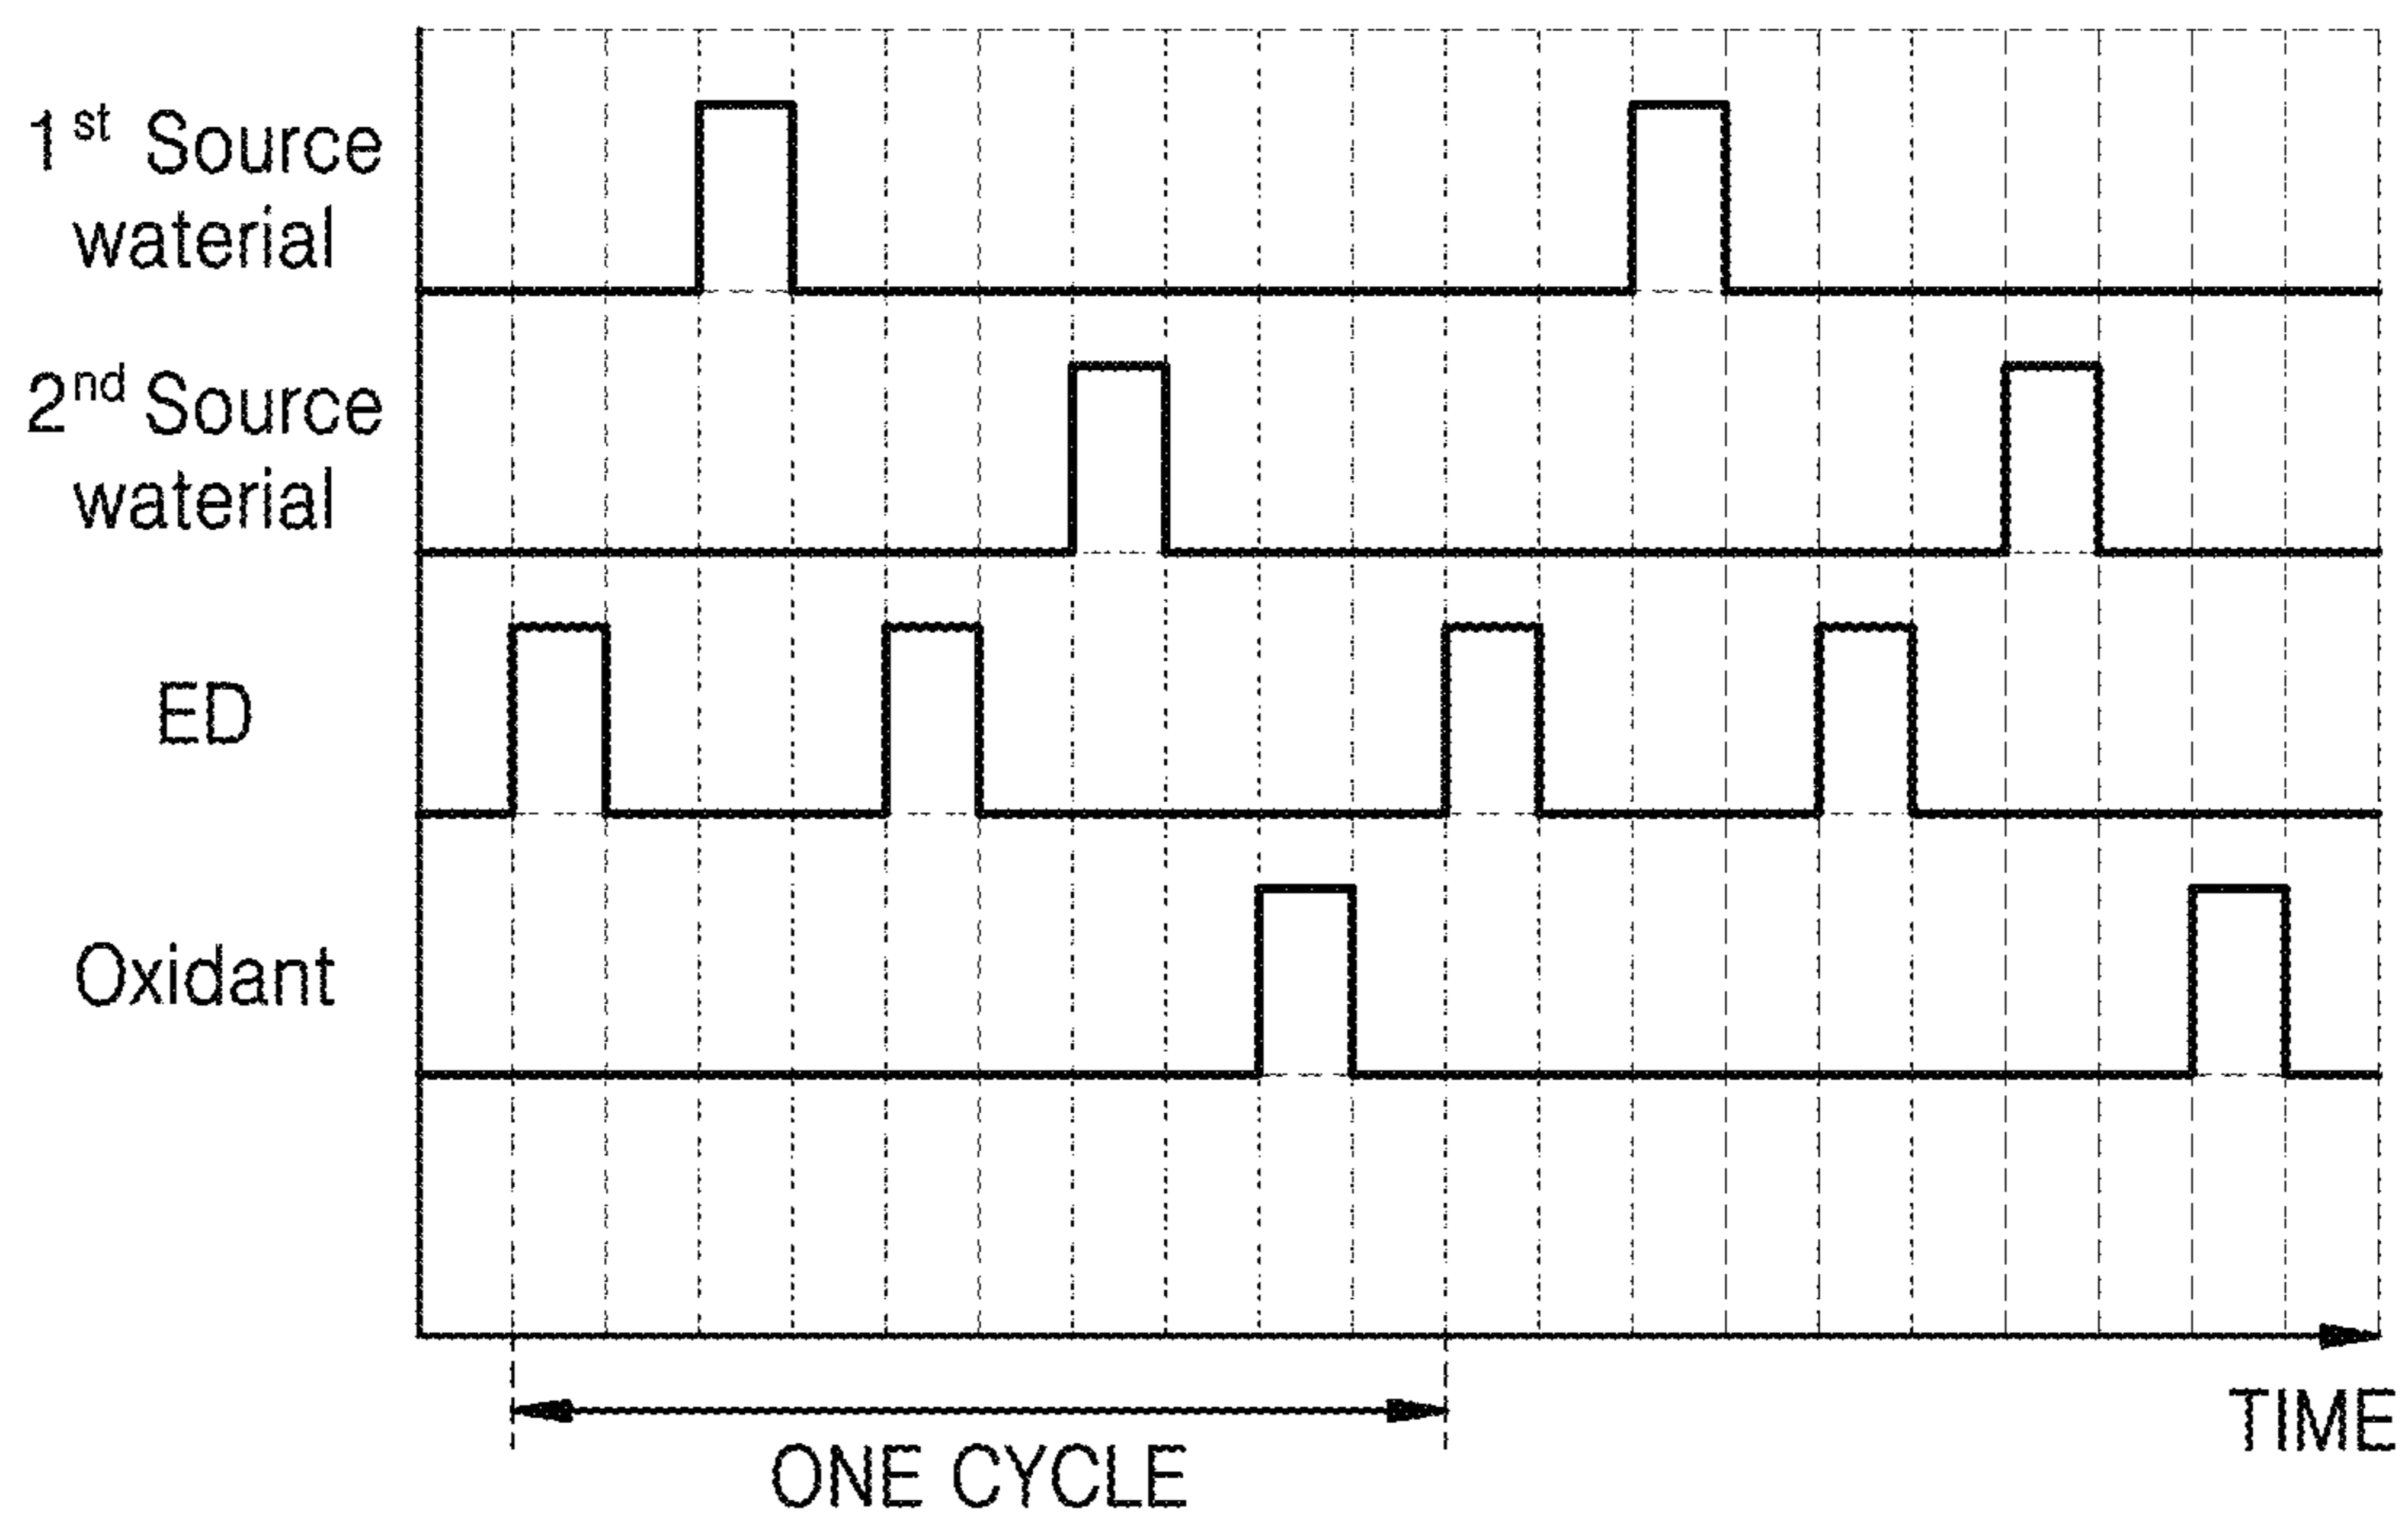 1st Source
waterial
2nd Source
waterial
ED
Oxidant
TIME
ONE CYCLE